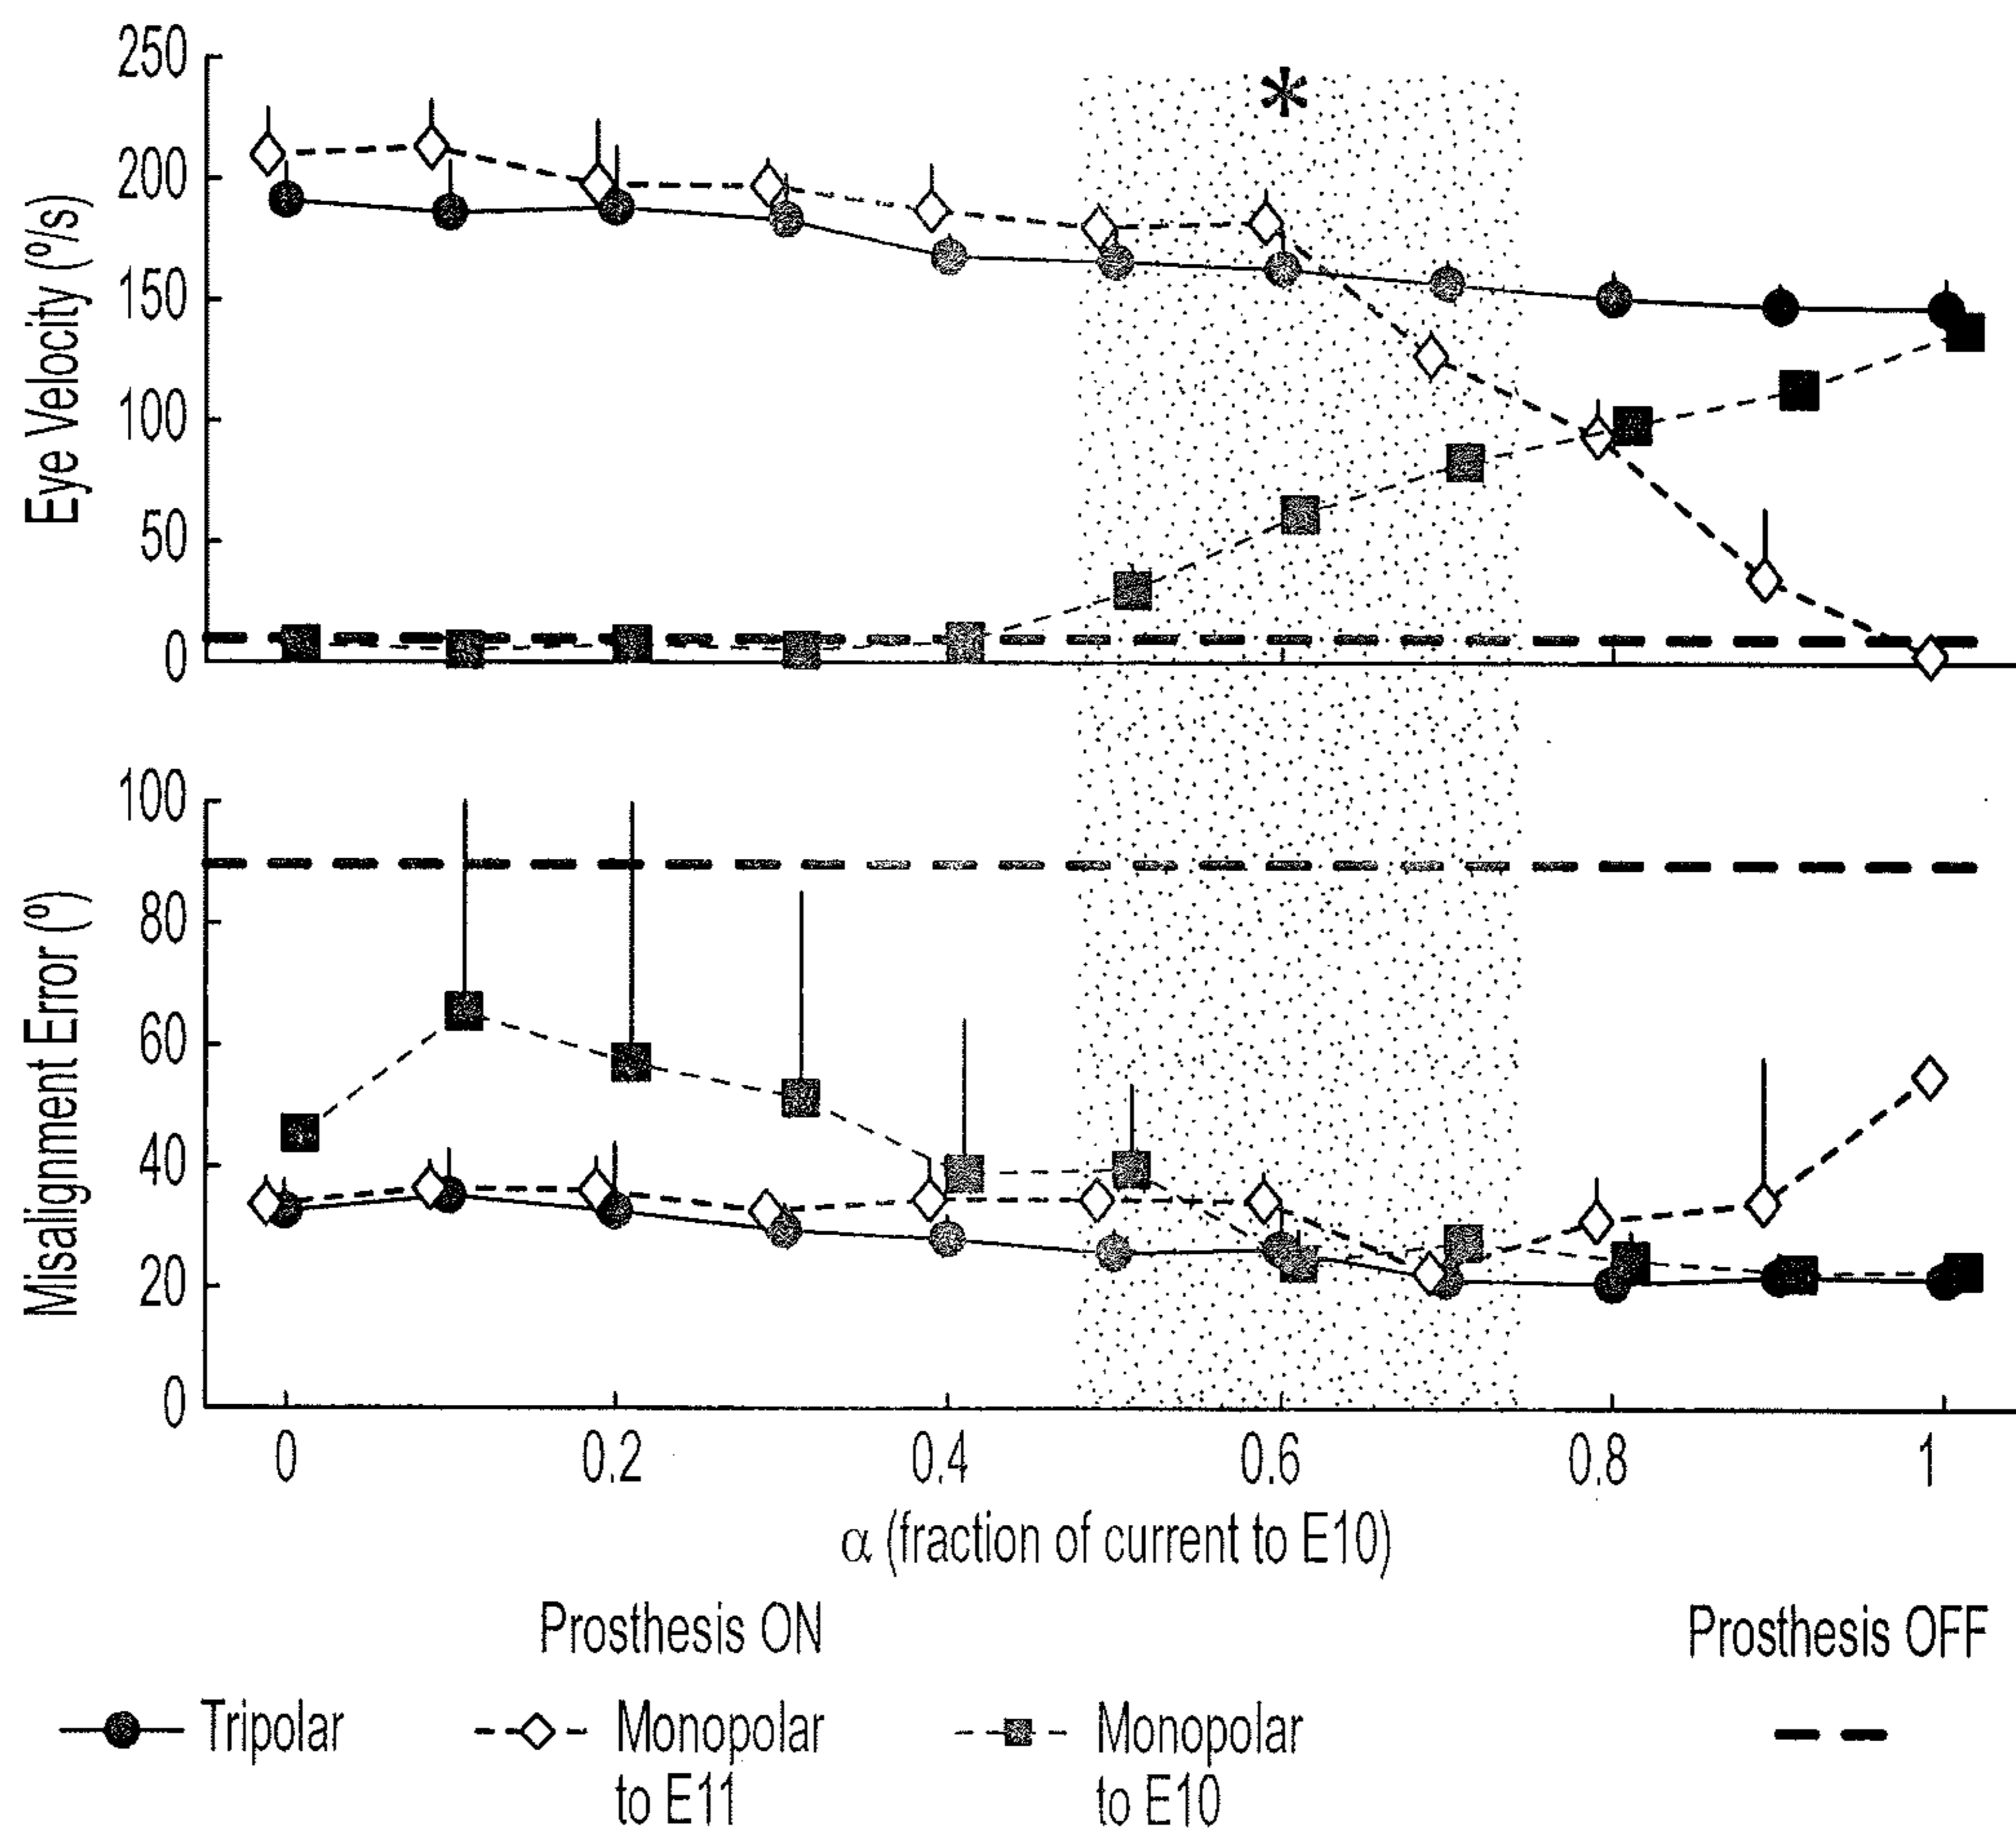 250
200
150
100
50
0
Eye Velocity (º/s)
*
100
80
60
40
20
0
Misalignment Error (º)
0 0.2 0.4 0.6 0.8 1
α (fraction of current to E10)
Prosthesis ON
Prosthesis OFF
Tripolar
Monopolar
to E11
Monopolar
to E10